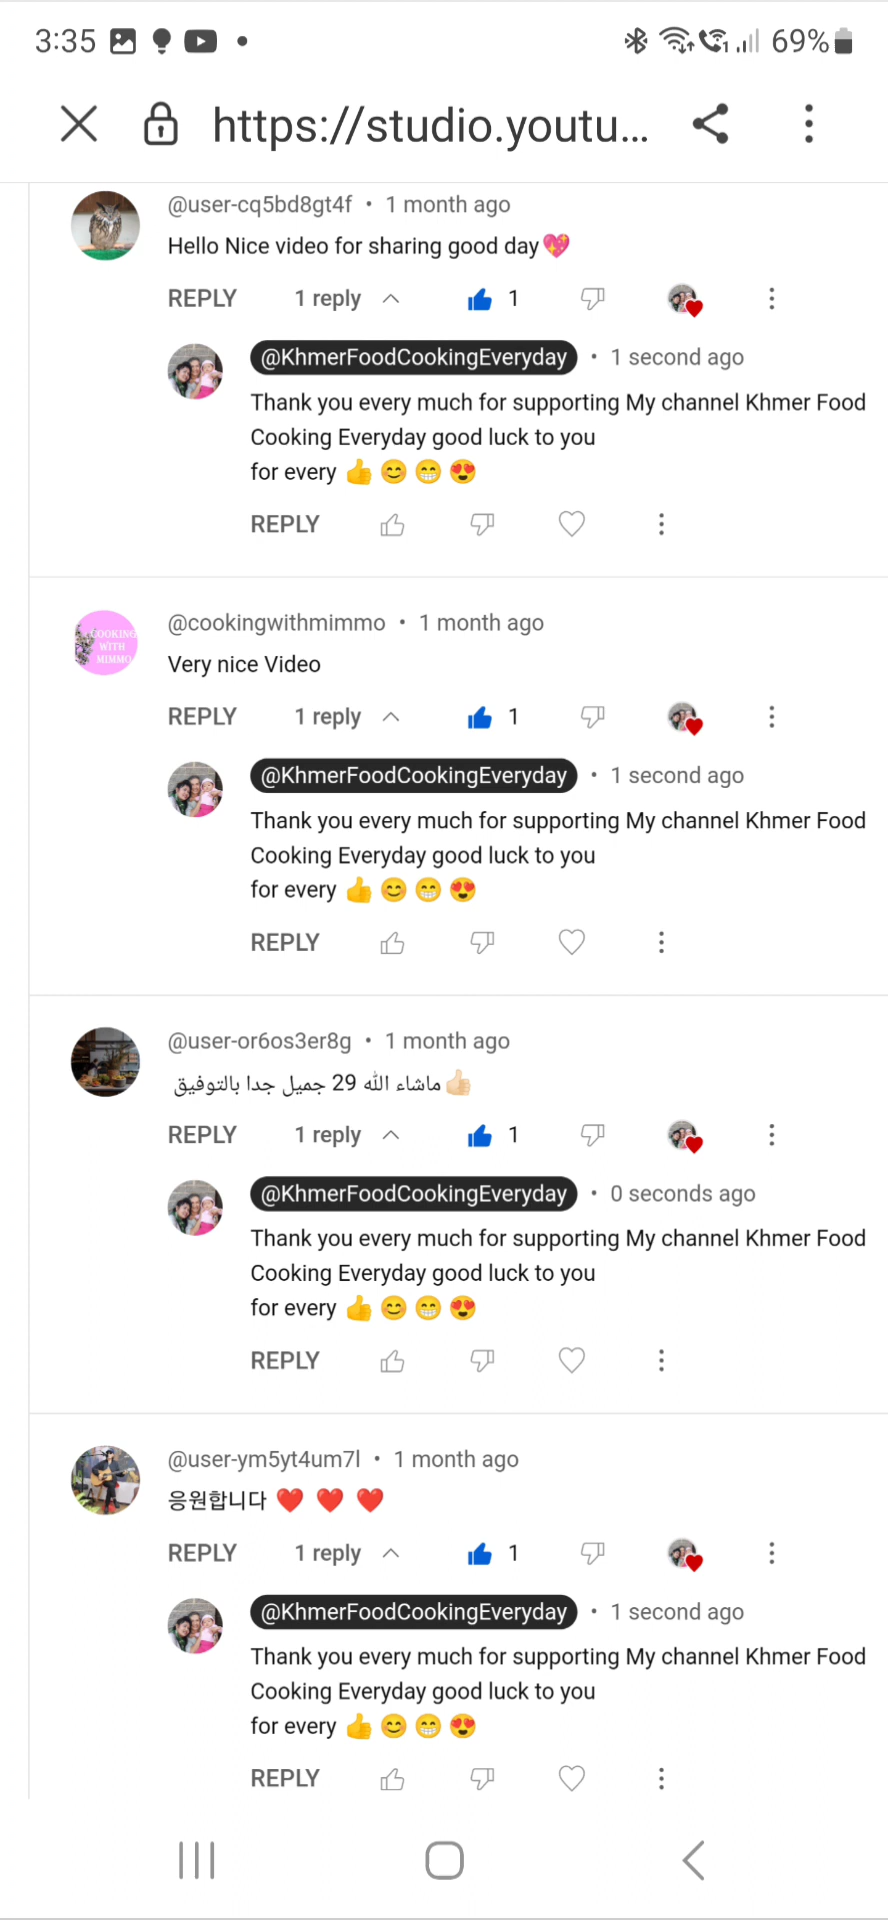 3:35 69%
https://studio.youtu...
@user-cq5bd8gt4f • 1 month ago
Hello Nice video for sharing good day💖
REPLY 1 reply 1
@KhmerFoodCookingEveryday • 1 second ago
Thank you every much for supporting My channel Khmer Food
Cooking Everyday good luck to you
for every 👍😊😁😍
REPLY
COOKING
WITH
MIMMO
@cookingwithmimmo • 1 month ago
Very nice Video
REPLY 1 reply 1
@KhmerFoodCookingEveryday • 1 second ago
Thank you every much for supporting My channel Khmer Food
Cooking Everyday good luck to you
for every 👍😊😁😍
REPLY
@user-or6os3er8g • 1 month ago
ماشاء الله 29 جميل جدا بالتوفيق 👍🏻
REPLY 1 reply 1
@KhmerFoodCookingEveryday • 0 seconds ago
Thank you every much for supporting My channel Khmer Food
Cooking Everyday good luck to you
for every 👍😊😁😍
REPLY
@user-ym5yt4um7l • 1 month ago
응원합니다 ❤️ ❤️ ❤️
REPLY 1 reply 1
@KhmerFoodCookingEveryday • 1 second ago
Thank you every much for supporting My channel Khmer Food
Cooking Everyday good luck to you
for every 👍😊😁😍
REPLY